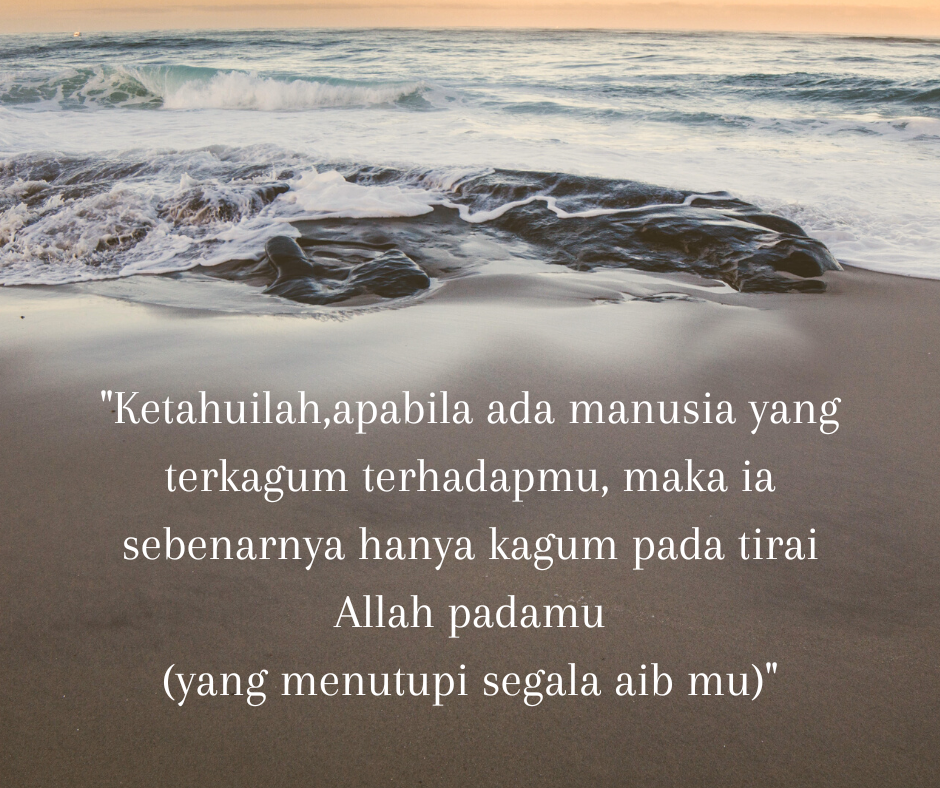 "Ketahuilah,apabila ada manusia yang
terkagum terhadapmu, maka ia
sebenarnya hanya kagum pada tirai
Allah padamu
(yang menutupi segala aib mu)"